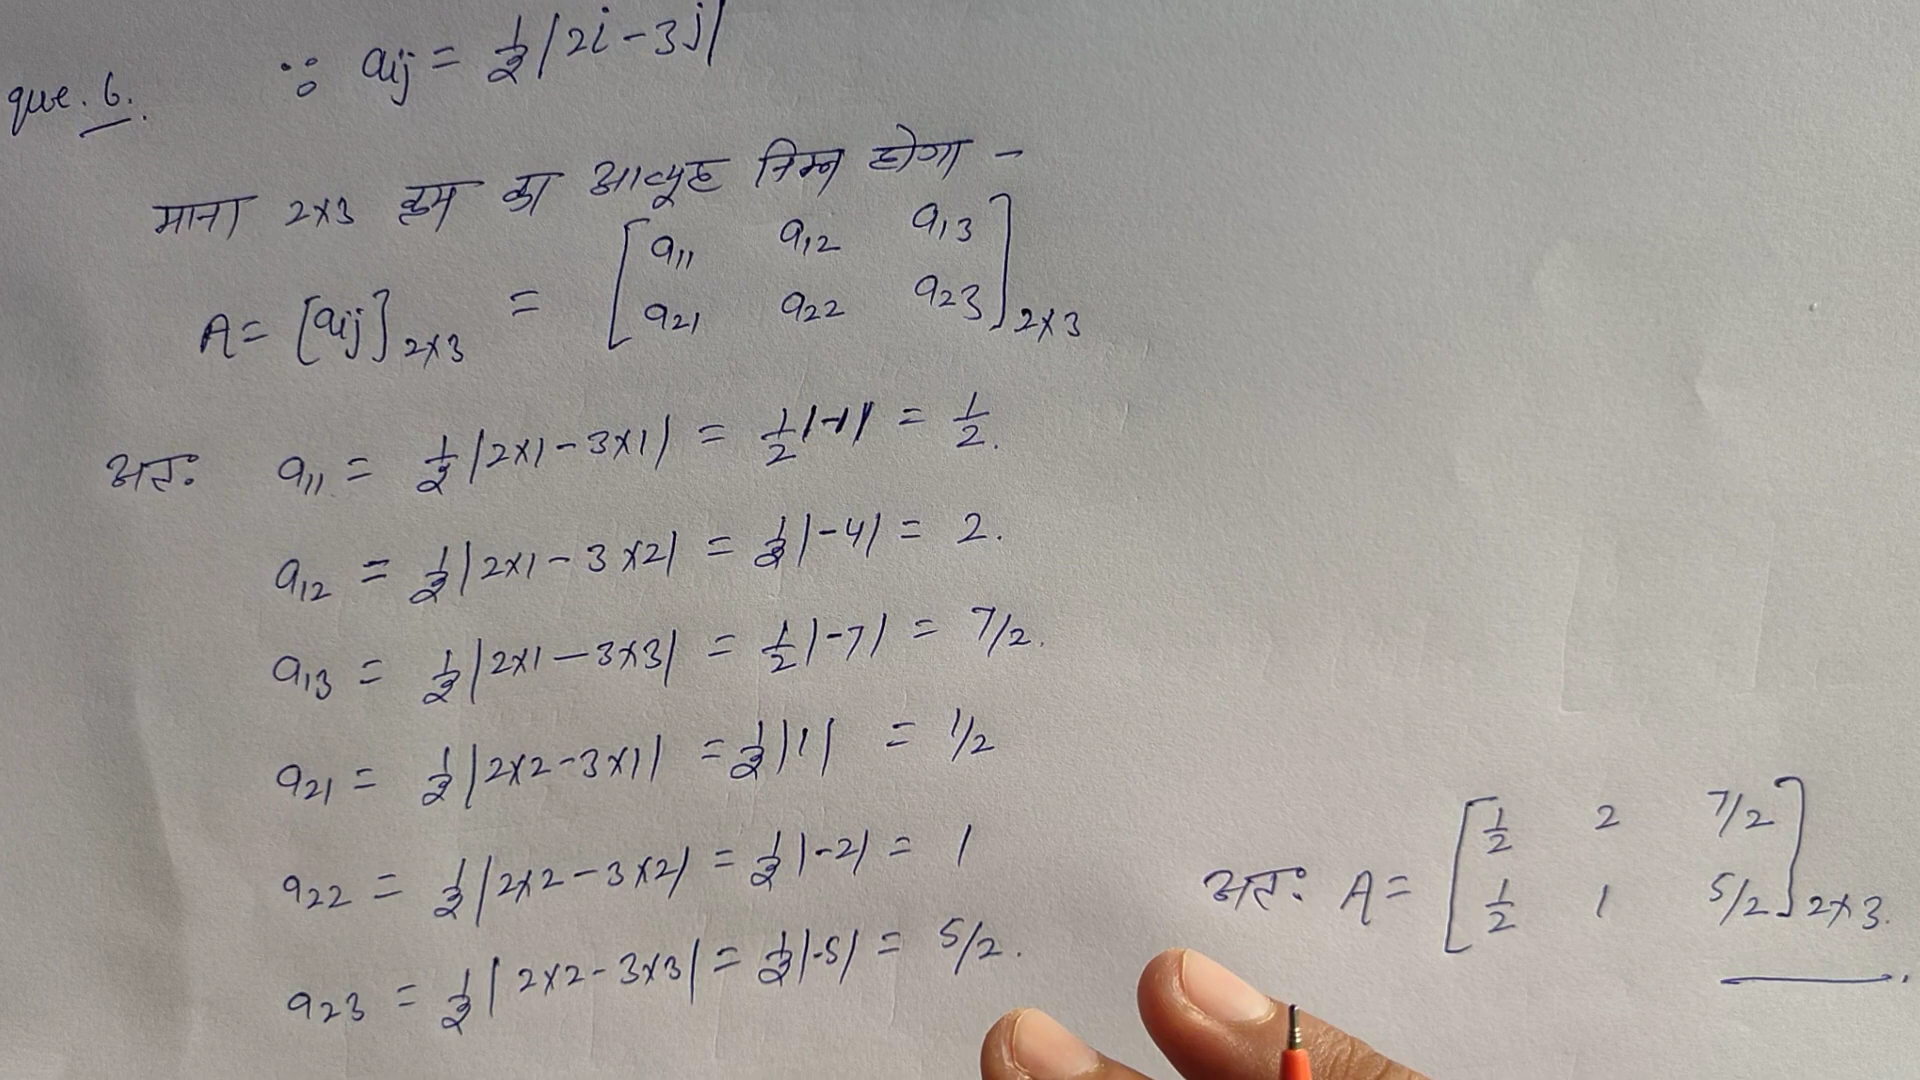 que. 6. ∵ aij = 1/2 |2i - 3j|
माना 2×3 क्रम का आव्यूह निम्न होगा -
A = [aij]2×3 = [a11 a12 a13
a21 a22 a23]2×3
अतः a11 = 1/2 |2×1 - 3×1| = 1/2 |-1| = 1/2.
a12 = 1/2 |2×1 - 3×2| = 1/2 |-4| = 2.
a13 = 1/2 |2×1 - 3×3| = 1/2 |-7| = 7/2.
a21 = 1/2 |2×2 - 3×1| = 1/2 |1| = 1/2
a22 = 1/2 |2×2 - 3×2| = 1/2 |-2| = 1
a23 = 1/2 |2×2 - 3×3| = 1/2 |-5| = 5/2.
अतः A = [1/2 2 7/2
1/2 1 5/2]2×3.